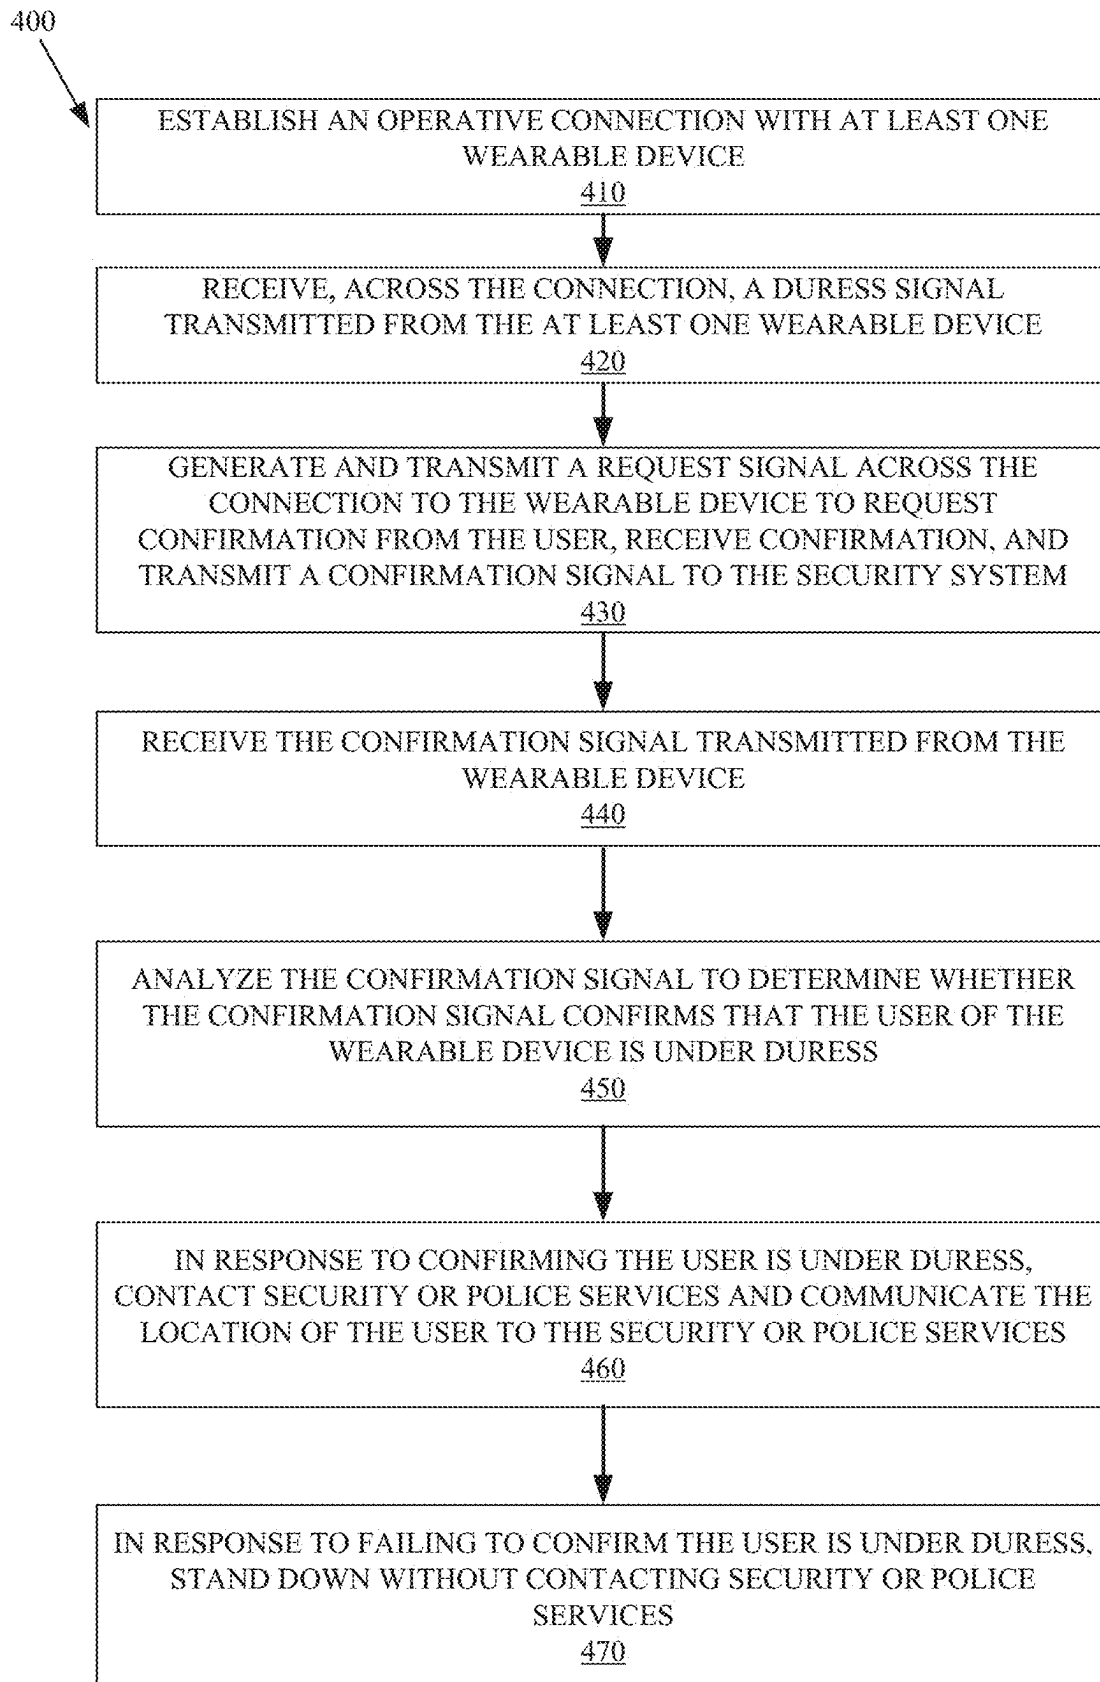 400
ESTABLISH AN OPERATIVE CONNECTION WITH AT LEAST ONE
WEARABLE DEVICE
410
RECEIVE, ACROSS THE CONNECTION, A DURESS SIGNAL
TRANSMITTED FROM THE AT LEAST ONE WEARABLE DEVICE
420
GENERATE AND TRANSMIT A REQUEST SIGNAL ACROSS THE
CONNECTION TO THE WEARABLE DEVICE TO REQUEST
CONFIRMATION FROM THE USER, RECEIVE CONFIRMATION, AND
TRANSMIT A CONFIRMATION SIGNAL TO THE SECURITY SYSTEM
430
RECEIVE THE CONFIRMATION SIGNAL TRANSMITTED FROM THE
WEARABLE DEVICE
440
ANALYZE THE CONFIRMATION SIGNAL TO DETERMINE WHETHER
THE CONFIRMATION SIGNAL CONFIRMS THAT THE USER OF THE
WEARABLE DEVICE IS UNDER DURESS
450
IN RESPONSE TO CONFIRMING THE USER IS UNDER DURESS,
CONTACT SECURITY OR POLICE SERVICES AND COMMUNICATE THE
LOCATION OF THE USER TO THE SECURITY OR POLICE SERVICES
460
IN RESPONSE TO FAILING TO CONFIRM THE USER IS UNDER DURESS,
STAND DOWN WITHOUT CONTACTING SECURITY OR POLICE
SERVICES
470